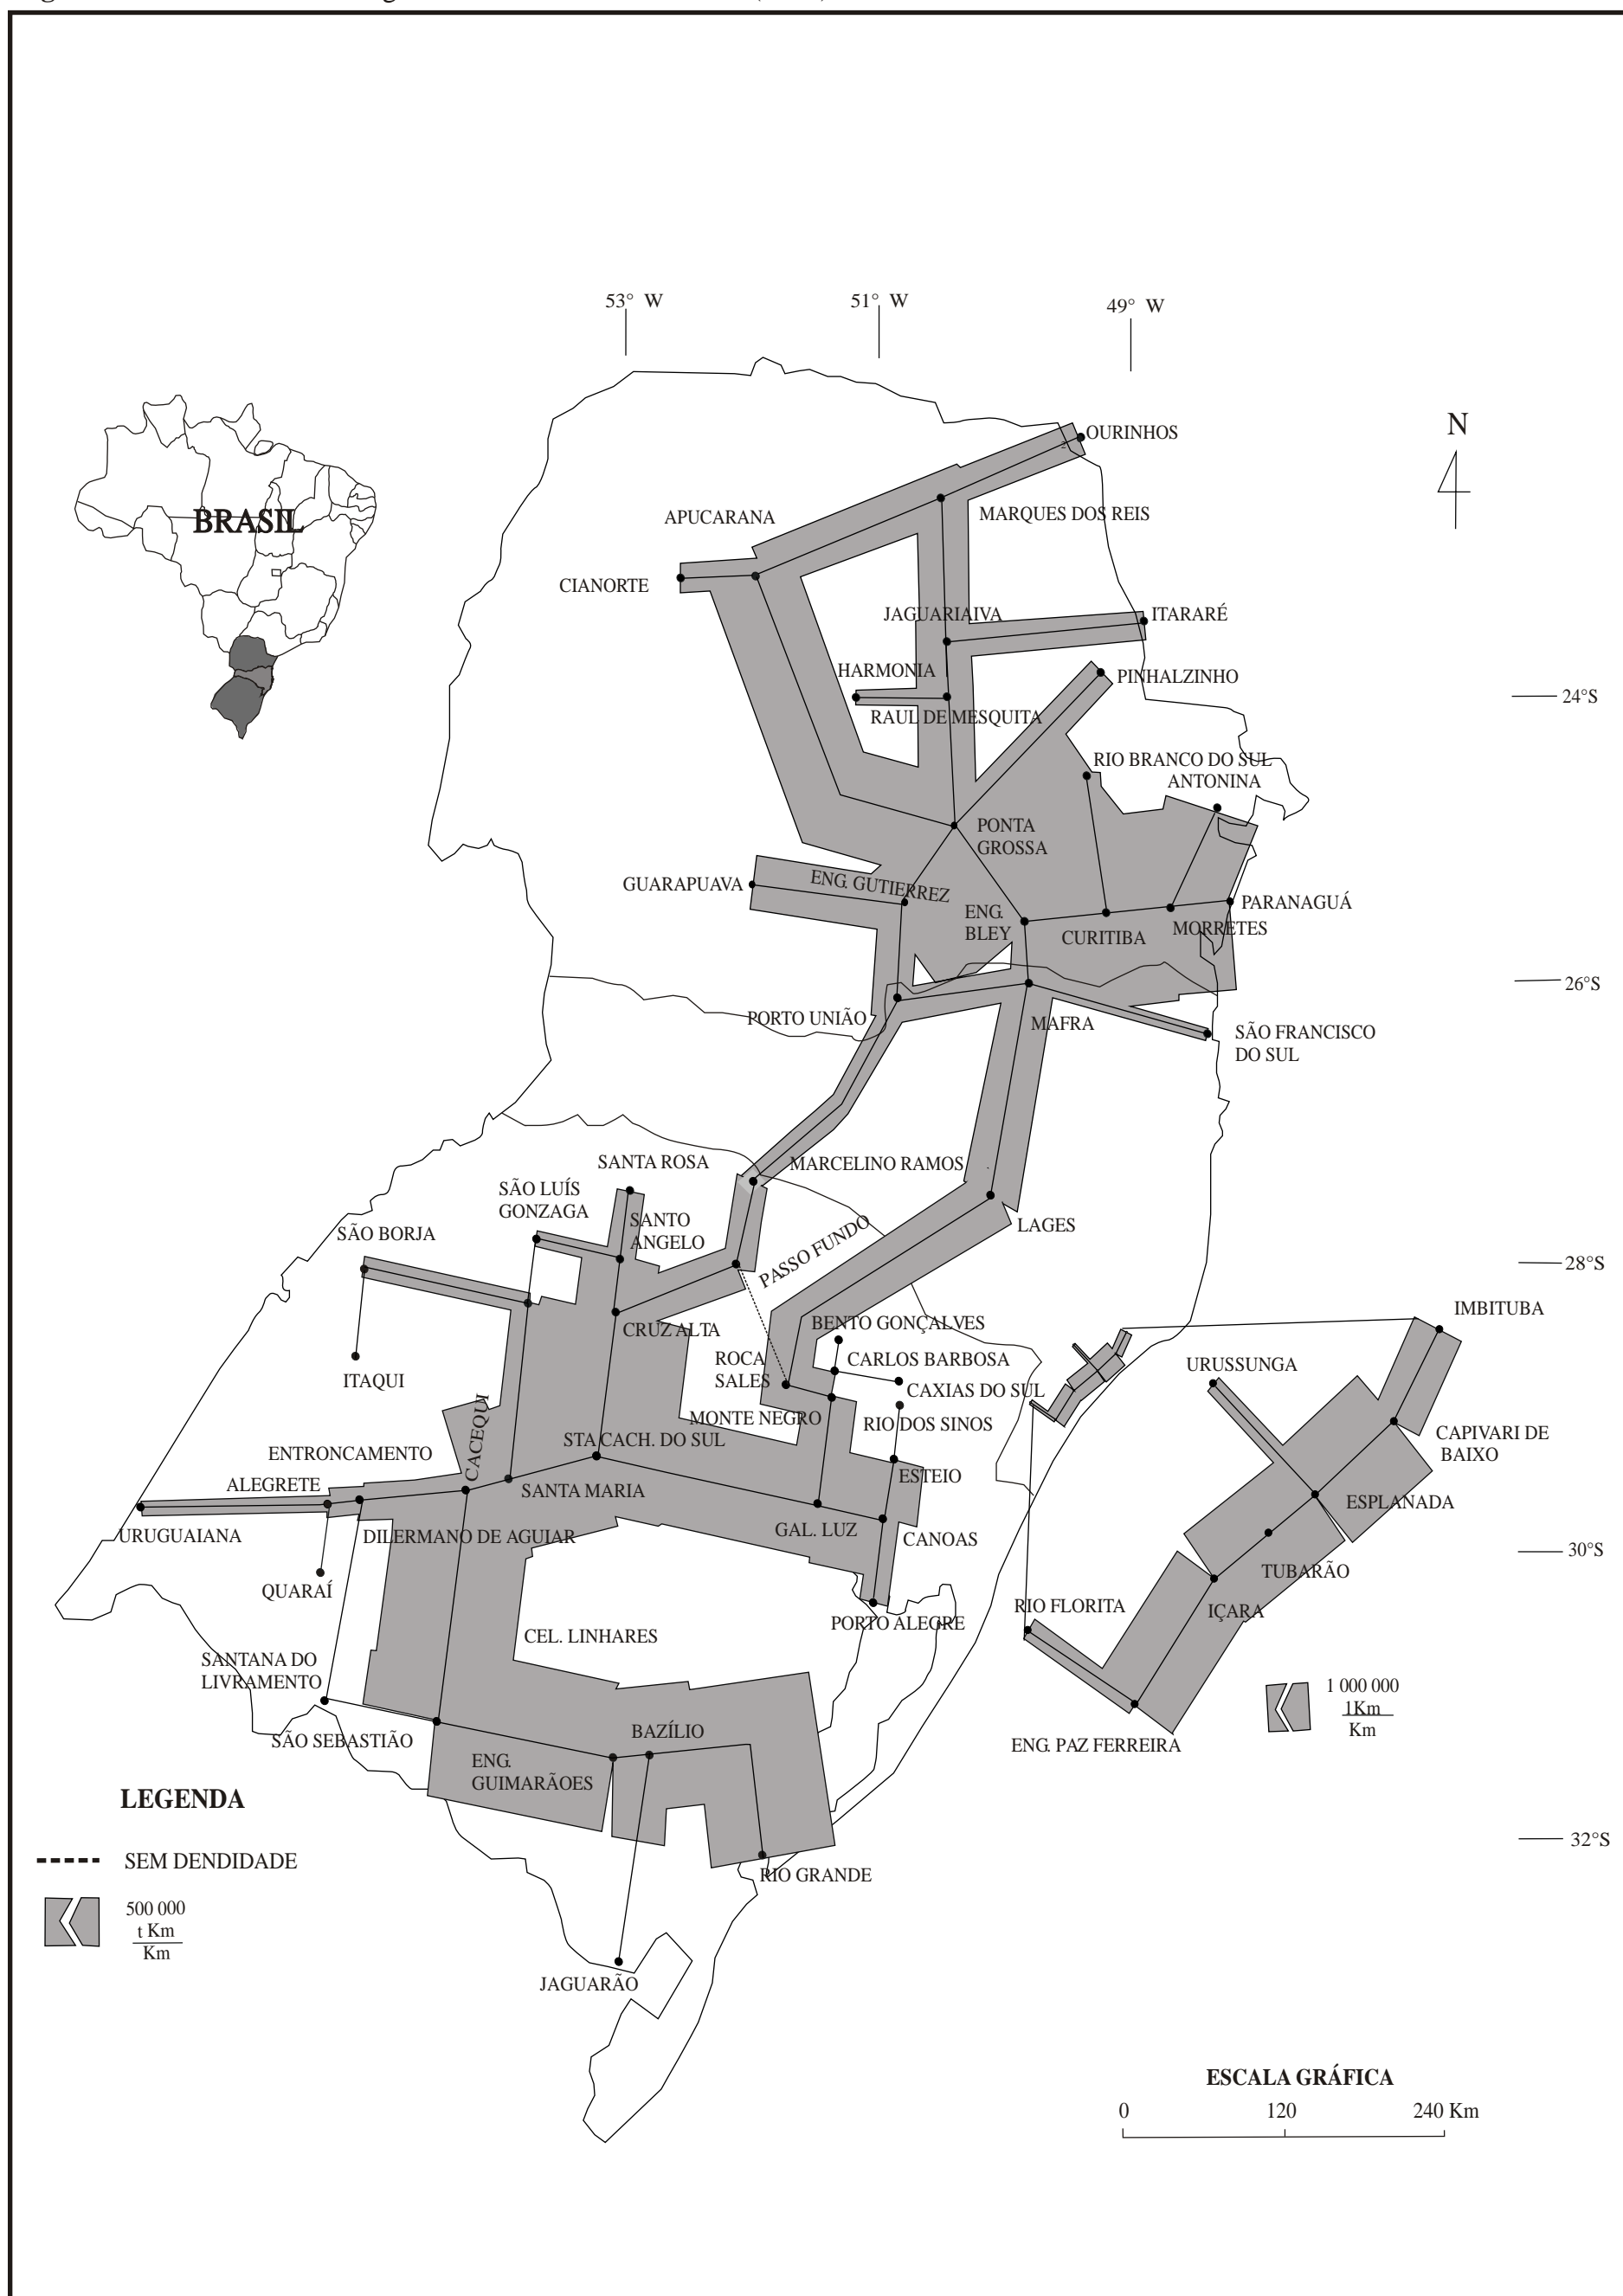 53° W
51° W
49° W
N
OURINHOS
BRASIL
APUCARANA
MARQUES DOS REIS
CIANORTE
JAGUARIAIVA
ITARARÉ
HARMONIA
PINHALZINHO
24°S
RAUL DE MESQUITA
RIO BRANCO DO SUL
ANTONINA
PONTA
GROSSA
GUARAPUAVA
ENG. GUTIERREZ
ENG.
BLEY
PARANAGUÁ
MORRETES
CURITIBA
26°S
PORTO UNIÃO
MAFRA
SÃO FRANCISCO
DO SUL
SANTA ROSA
MARCELINO RAMOS
SÃO LUÍS
GONZAGA
SANTO
ANGELO
SÃO BORJA
PASSO FUNDO
LAGES
28°S
IMBITUBA
CRUZ ALTA
BENTO GONÇALVES
ROCA
SALES
CARLOS BARBOSA
URUSSUNGA
ITAQUI
CAXIAS DO SUL
MONTE NEGRO
RIO DOS SINOS
CAPIVARI DE
BAIXO
CACEQUI
STA CACH. DO SUL
ENTRONCAMENTO
ALEGRETE
SANTA MARIA
ESTEIO
ESPLANADA
URUGUAIANA
DILERMANO DE AGUIAR
GAL. LUZ
CANOAS
30°S
TUBARÃO
QUARAÍ
RIO FLORITA
IÇARA
PORTO ALEGRE
CEL. LINHARES
SANTANA DO
LIVRAMENTO
1 000 000
1Km
Km
SÃO SEBASTIÃO
BAZÍLIO
ENG. PAZ FERREIRA
ENG.
GUIMARÃOES
LEGENDA
32°S
SEM DENDIDADE
RIO GRANDE
500 000
t Km
Km
JAGUARÃO
ESCALA GRÁFICA
0 120 240 Km